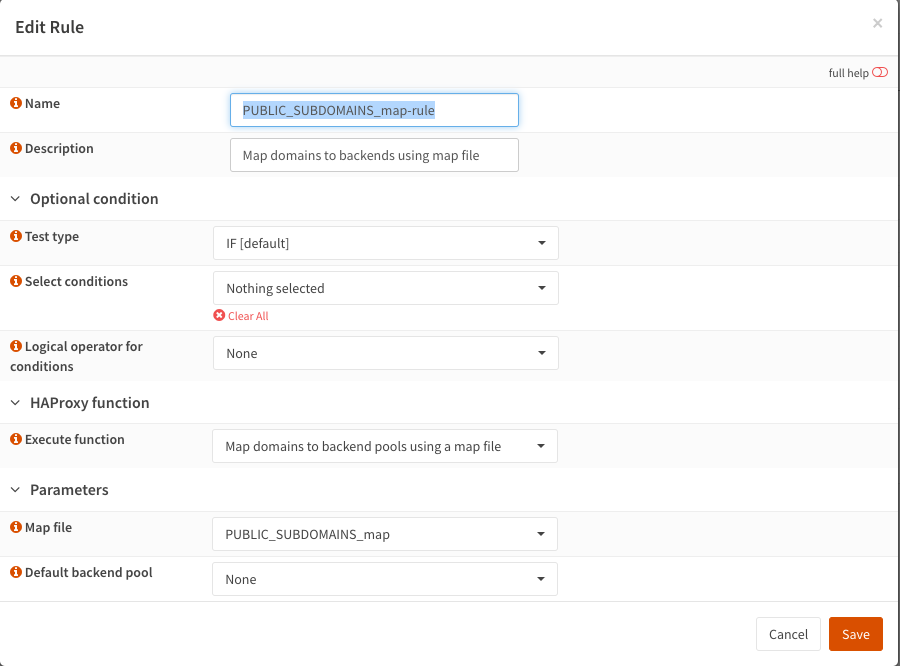 Edit Rule
×
full help
Name
PUBLIC_SUBDOMAINS_map-rule
Description
Map domains to backends using map file
Optional condition
Test type
IF [default]
Select conditions
Nothing selected
Clear All
Logical operator for
conditions
None
HAProxy function
Execute function
Map domains to backend pools using a map file
Parameters
Map file
PUBLIC_SUBDOMAINS_map
Default backend pool
None
Cancel
Save